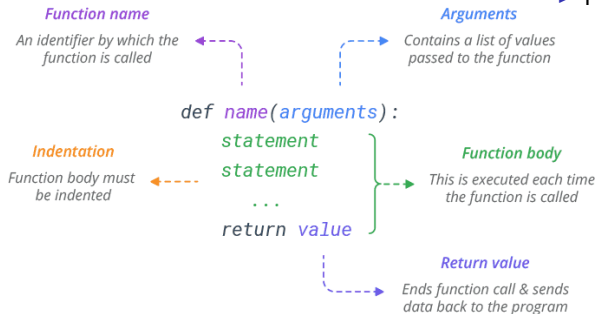 Function name
An identifier by which the
function is called
Arguments
Contains a list of values
passed to the function
def name(arguments):
statement
statement
...
return value
Indentation
Function body must
be indented
Function body
This is executed each time
the function is called
Return value
Ends function call & sends
data back to the program